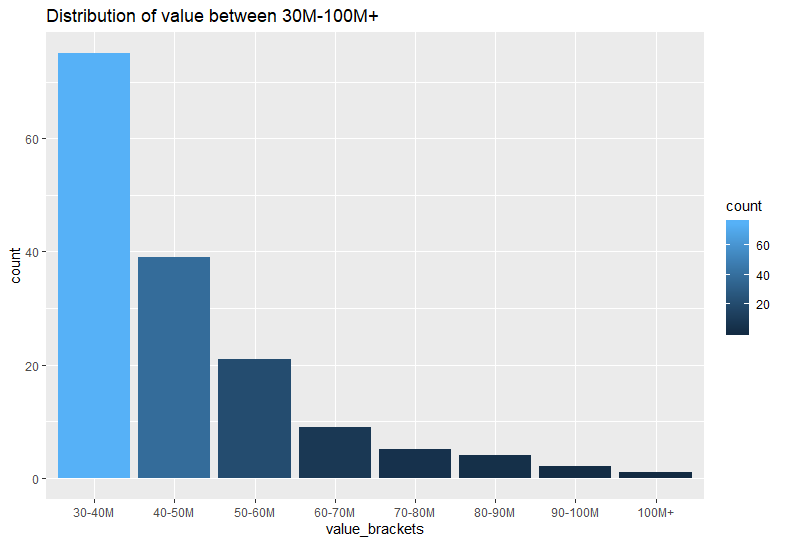 Distribution of value between 30M-100M+
count
60
40
20
0
30-40M 40-50M 50-60M 60-70M 70-80M 80-90M 90-100M 100M+
value_brackets
count
60
40
20